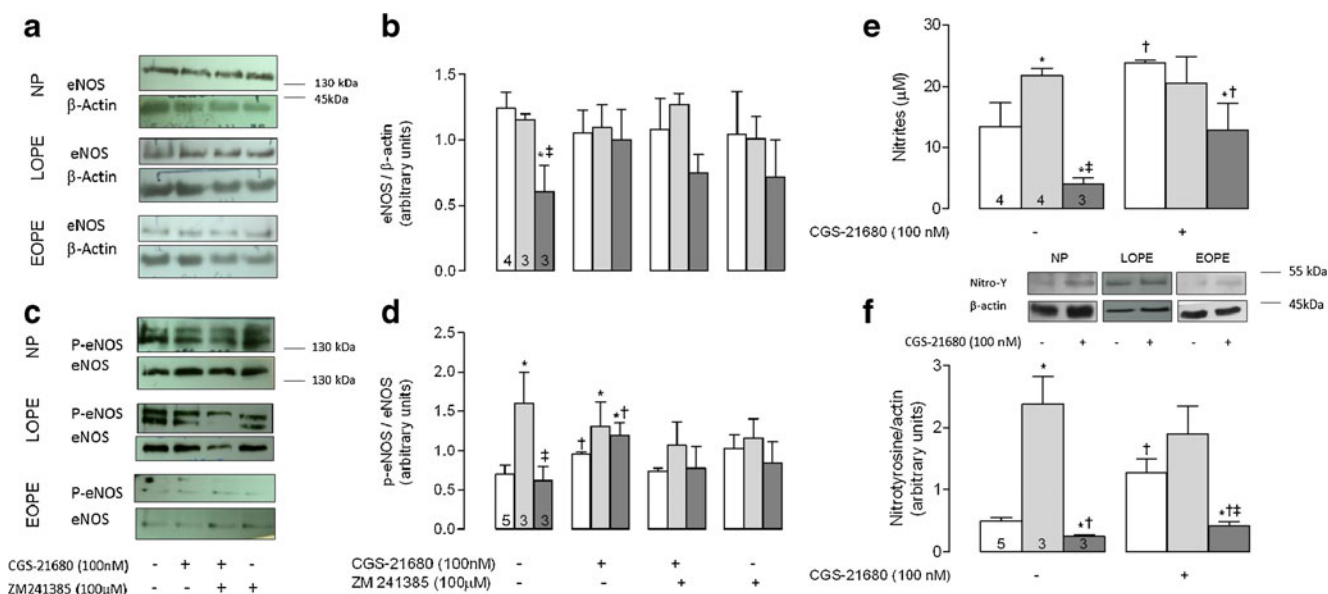 a
NP
eNOS
β-Actin
130 kDa
45kDa
LOPE
eNOS
β-Actin
EOPE
eNOS
β-Actin
b
eNOS / β-actin
(arbitrary units)
1.5
1.0
0.5
0.0
*‡
4 3 3
c
NP
P-eNOS
eNOS
130 kDa
130 kDa
LOPE
P-eNOS
eNOS
EOPE
P-eNOS
eNOS
CGS-21680 (100nM) - + + -
ZM241385 (100µM) - - + +
d
p-eNOS / eNOS
(arbitrary units)
2.5
2.0
1.5
1.0
0.5
0.0
* ‡ † * *†
5 3 3
CGS-21680 (100nM) - + + -
ZM 241385 (100µM) - - + +
e
Nitrites (µM)
30
20
10
0
* *‡ † *†
4 4 3
CGS-21680 (100 nM) - +
NP LOPE EOPE
Nitro-Y
55 kDa
β-actin
45kDa
CGS-21680 (100 nM) - + - + - +
f
Nitrotyrosine/actin
(arbitrary units)
3
2
1
0
* *† † *†‡
5 3 3
CGS-21680 (100 nM) - +